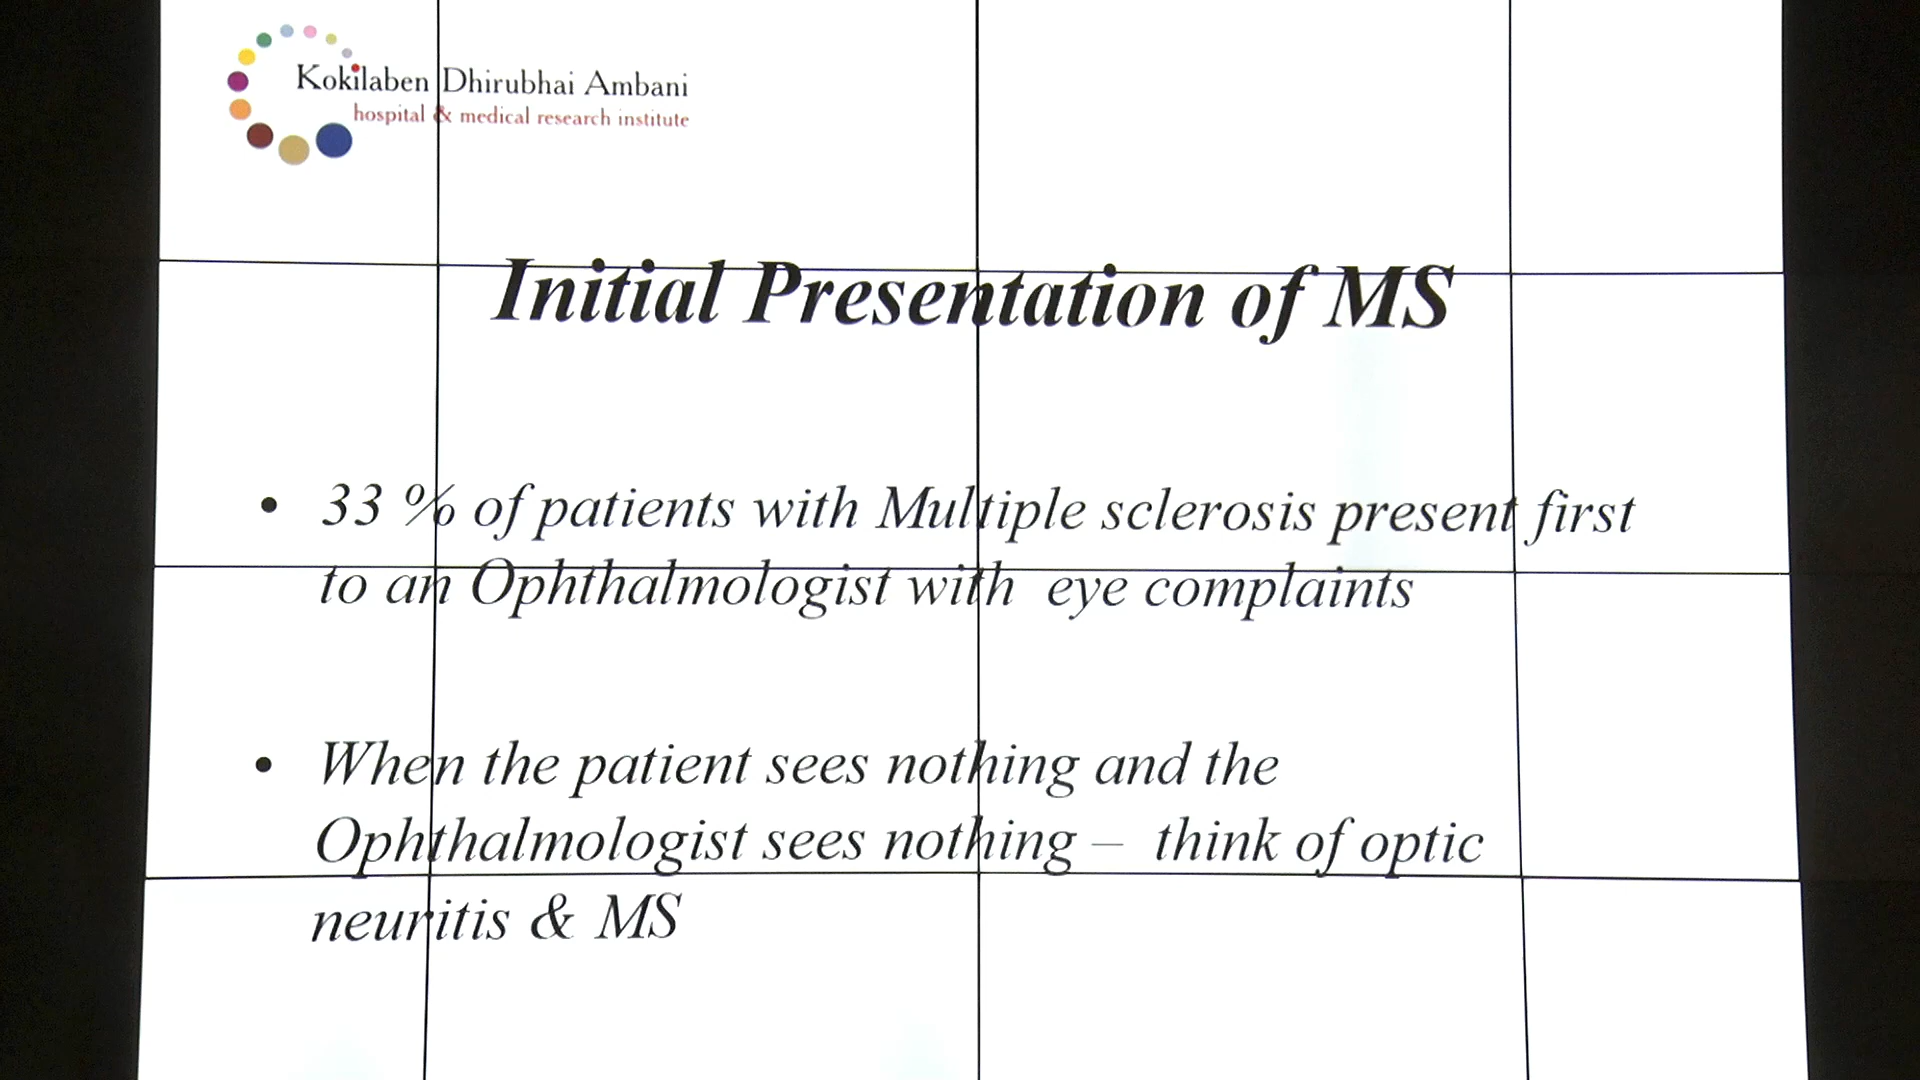 Kokilaben Dhirubhai Ambani
hospital & medical research institute
Initial Presentation of MS
• 33 % of patients with Multiple sclerosis present first
to an Ophthalmologist with eye complaints
• When the patient sees nothing and the
Ophthalmologist sees nothing – think of optic
neuritis & MS